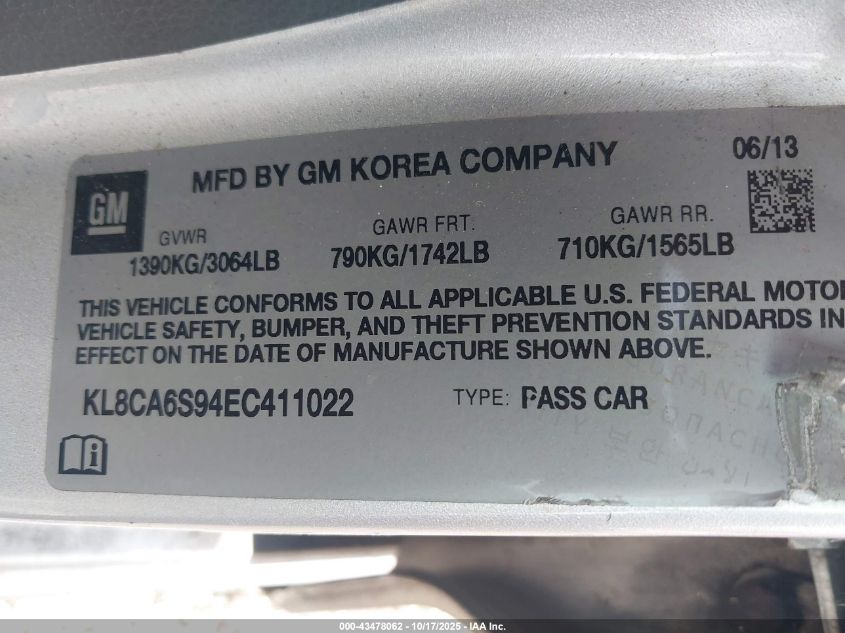 MFD BY GM KOREA COMPANY
06/13
GM
GVWR
1390KG/3064LB
GAWR FRT.
790KG/1742LB
GAWR RR.
710KG/1565LB
THIS VEHICLE CONFORMS TO ALL APPLICABLE U.S. FEDERAL MOTOR
VEHICLE SAFETY, BUMPER, AND THEFT PREVENTION STANDARDS IN
EFFECT ON THE DATE OF MANUFACTURE SHOWN ABOVE.
KL8CA6S94EC411022
TYPE: PASS CAR
000-43478062 - 10/17/2025 - IAA Inc.